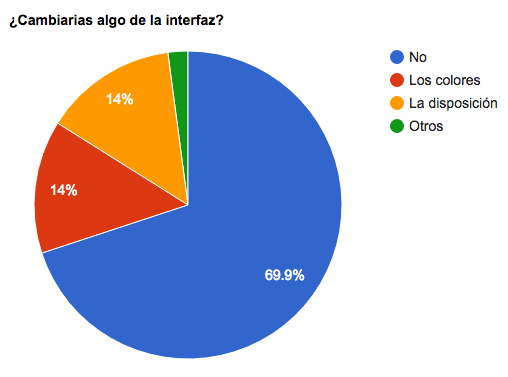 ¿Cambiarias algo de la interfaz?
No
Los colores
La disposición
Otros
14%
14%
69.9%